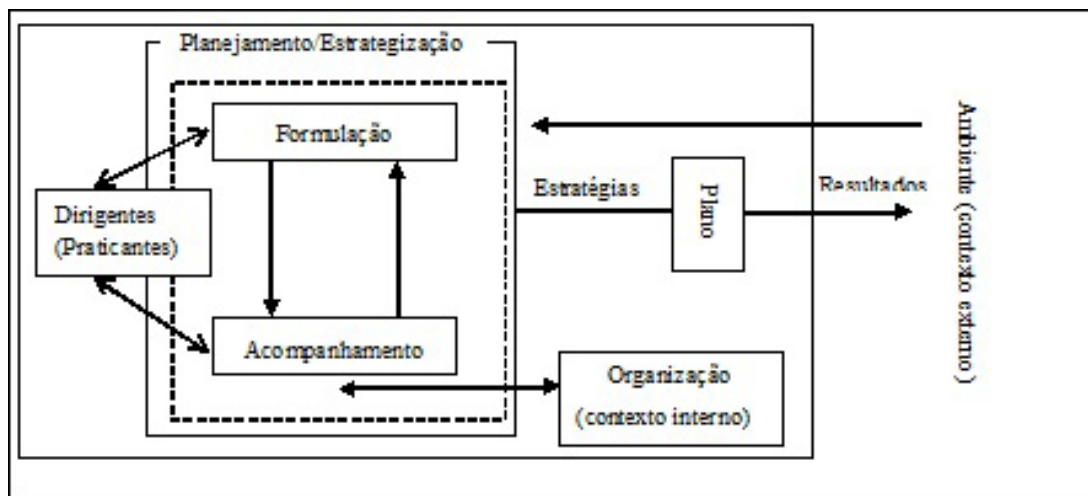 Planejamento/Estrategização
Formulação
Dirigentes
(Praticantes)
Acompanhamento
Estratégias
Plano
Resultados
Organização
(contexto interno)
Ambiente (contexto externo)